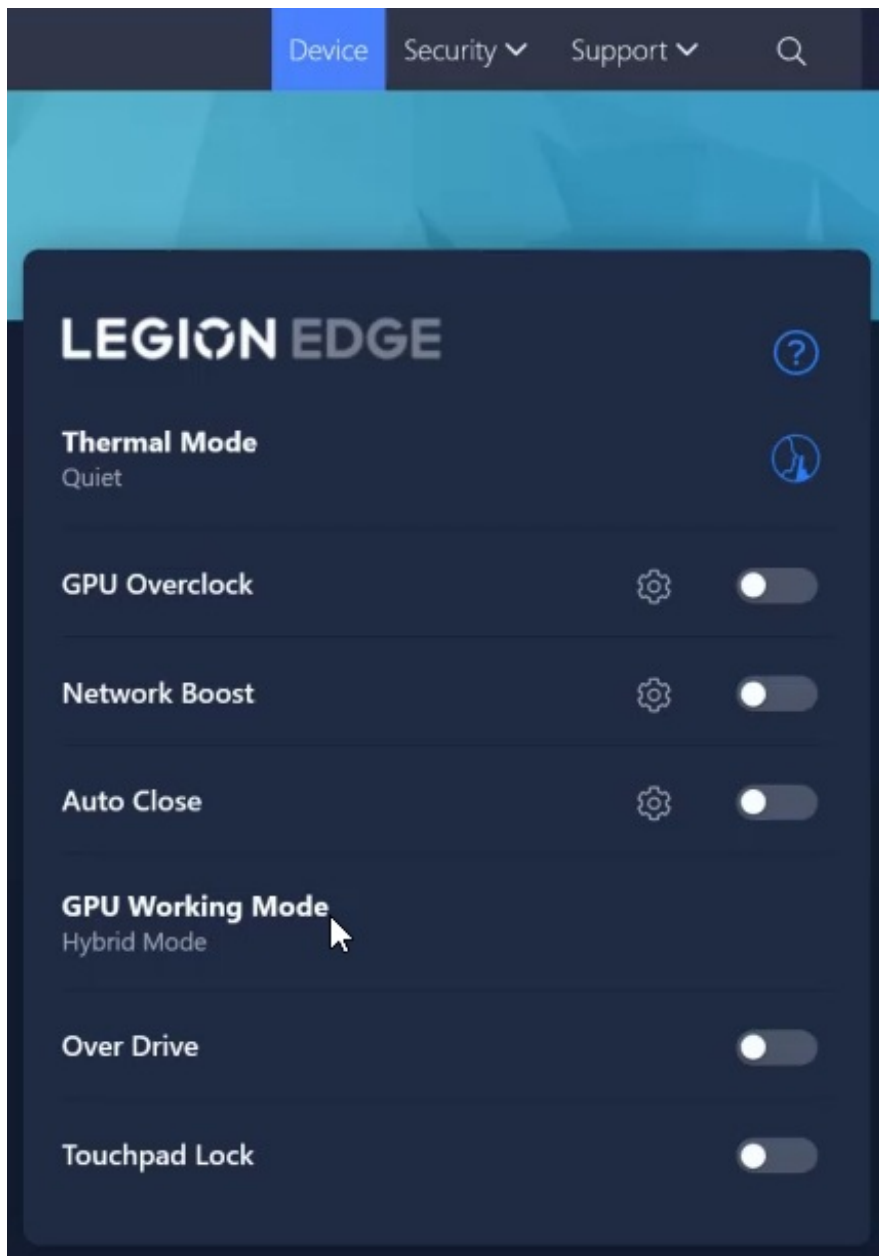 Device Security Support
LEGION EDGE
Thermal Mode
Quiet
GPU Overclock
Network Boost
Auto Close
GPU Working Mode
Hybrid Mode
Over Drive
Touchpad Lock